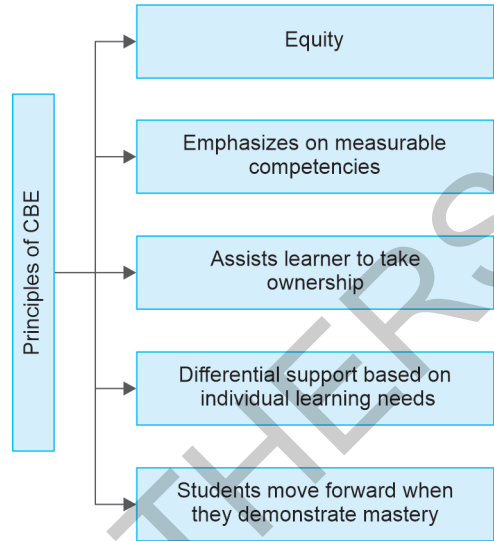 Principles of CBE
Equity
Emphasizes on measurable
competencies
Assists learner to take
ownership
Differential support based on
individual learning needs
Students move forward when
they demonstrate mastery
THERS